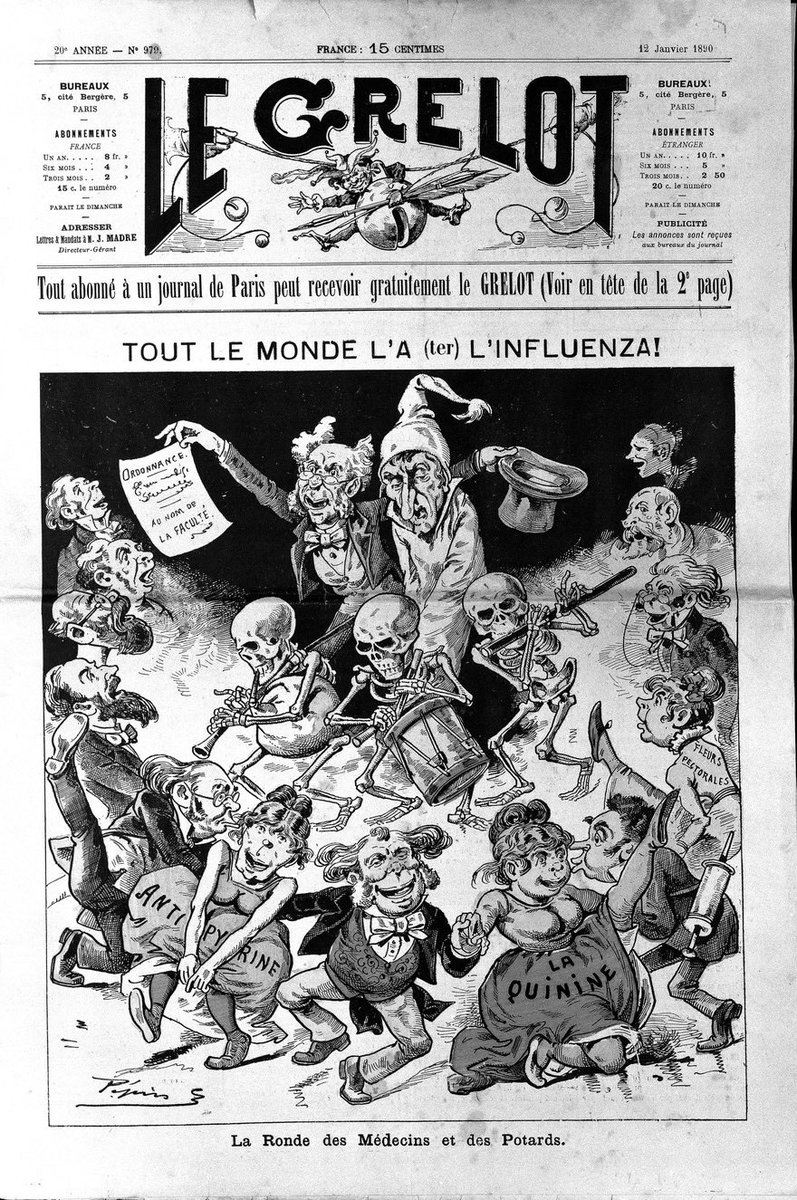 20e ANNÉE — No 979.
FRANCE: 15 CENTIMES
12 Janvier 1890
BUREAUX
5, cité Bergère, 5
PARIS
ABONNEMENTS
FRANCE
UN AN..... 8 fr. »
SIX MOIS... 4 »
TROIS MOIS.. 2 »
15 c. le numéro
PARAIT LE DIMANCHE
ADRESSER
Lettres & Mandats à M. J. MADRE
Directeur-Gérant
LE GRELOT
BUREAUX
5, cité Bergère, 5
PARIS
ABONNEMENTS
ÉTRANGER
UN AN..... 10 fr. »
SIX MOIS... 5 »
TROIS MOIS.. 2 50
20 c. le numéro
PARAIT LE DIMANCHE
PUBLICITÉ
Les annonces sont reçues
aux bureaux du journal
Tout abonné à un journal de Paris peut recevoir gratuitement le GRELOT (Voir en tête de la 2e page)
TOUT LE MONDE L'A (ter) L'INFLUENZA!
ORDONNANCE.
AU NOM DE
LA FACULTÉ.
FLEURS
PECTORALES
ANTIPYRINE
LA
QUININE
Pépin
La Ronde des Médecins et des Potards.